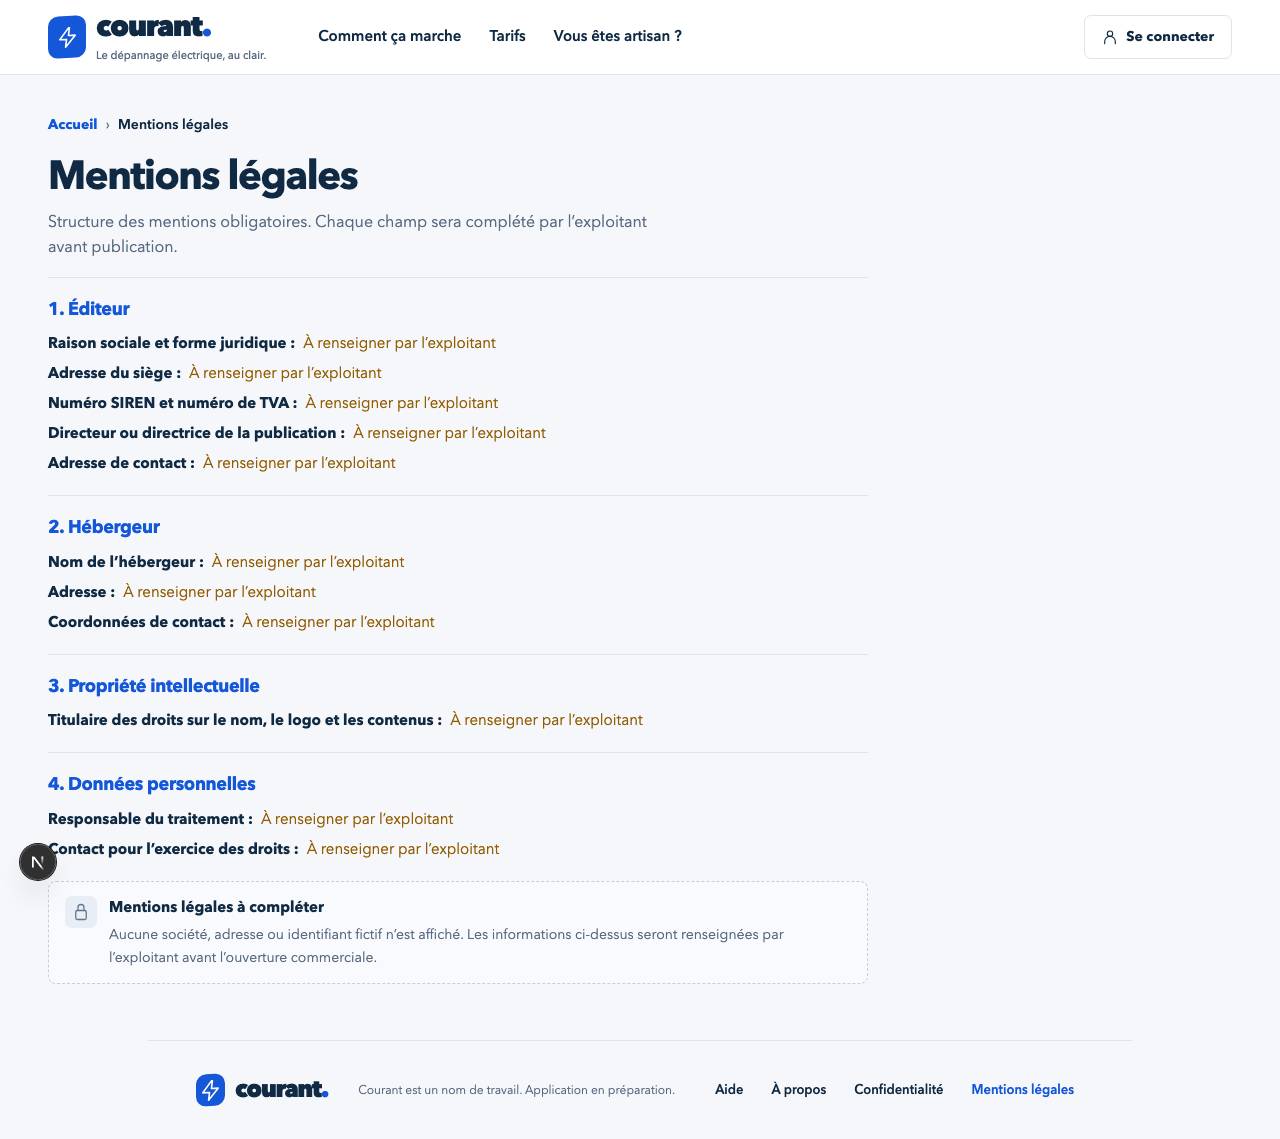 courant.
Le dépannage électrique, au clair.
Comment ça marche
Tarifs
Vous êtes artisan ?
Se connecter
Accueil › Mentions légales
Mentions légales
Structure des mentions obligatoires. Chaque champ sera complété par l’exploitant
avant publication.
1. Éditeur
Raison sociale et forme juridique : À renseigner par l’exploitant
Adresse du siège : À renseigner par l’exploitant
Numéro SIREN et numéro de TVA : À renseigner par l’exploitant
Directeur ou directrice de la publication : À renseigner par l’exploitant
Adresse de contact : À renseigner par l’exploitant
2. Hébergeur
Nom de l’hébergeur : À renseigner par l’exploitant
Adresse : À renseigner par l’exploitant
Coordonnées de contact : À renseigner par l’exploitant
3. Propriété intellectuelle
Titulaire des droits sur le nom, le logo et les contenus : À renseigner par l’exploitant
4. Données personnelles
Responsable du traitement : À renseigner par l’exploitant
Contact pour l’exercice des droits : À renseigner par l’exploitant
N
Mentions légales à compléter
Aucune société, adresse ou identifiant fictif n’est affiché. Les informations ci-dessus seront renseignées par
l’exploitant avant l’ouverture commerciale.
courant.
Courant est un nom de travail. Application en préparation.
Aide
À propos
Confidentialité
Mentions légales